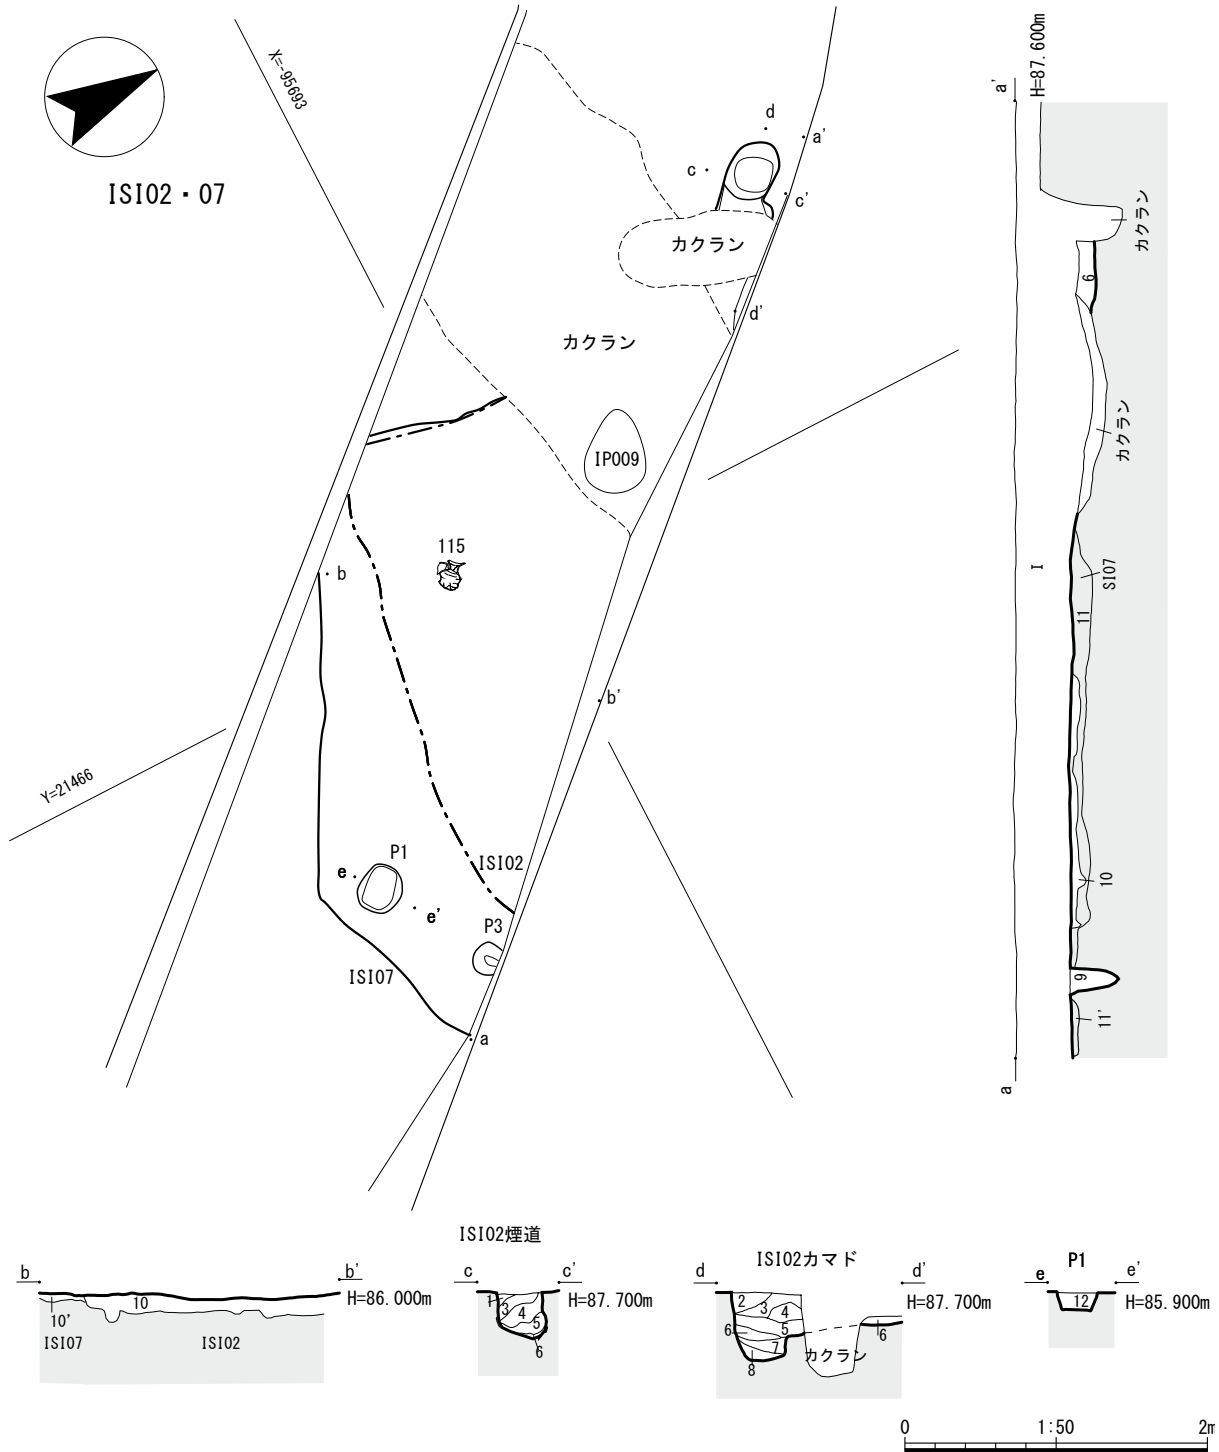 ISI02・07
X=-95693
d
a'
c
c'
カクラン
d'
カクラン
IP009
115
b
b'
Y=21466
P1
e
e'
ISI02
P3
ISI07
a
a'
H=87.600m
カクラン
6
カクラン
I
SI07
11
10
9
11'
a
b
b'
H=86.000m
10
10'
ISI07
ISI02
ISI02煙道
c
c'
H=87.700m
1
3
4
5
6
ISI02カマド
d
d'
H=87.700m
2
3
4
5
6
7
8
カクラン
6
P1
e
e'
H=85.900m
12
0
1:50
2m